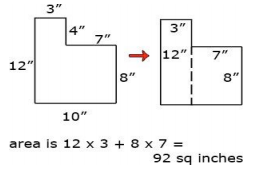 3" 3"
4"
7"
12" 12" 7"
8" 8"
10"
area is 12 x 3 + 8 x 7 =
92 sq inches